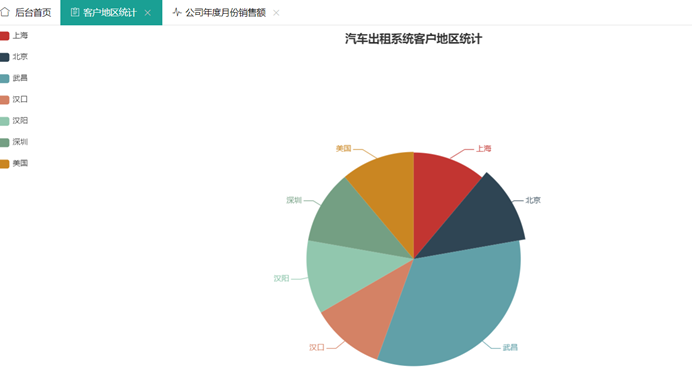 后台首页 客户地区统计 公司年度月份销售额
汽车出租系统客户地区统计
上海
北京
武昌
汉口
汉阳
深圳
美国
美国
上海
深圳
北京
汉阳
汉口
武昌